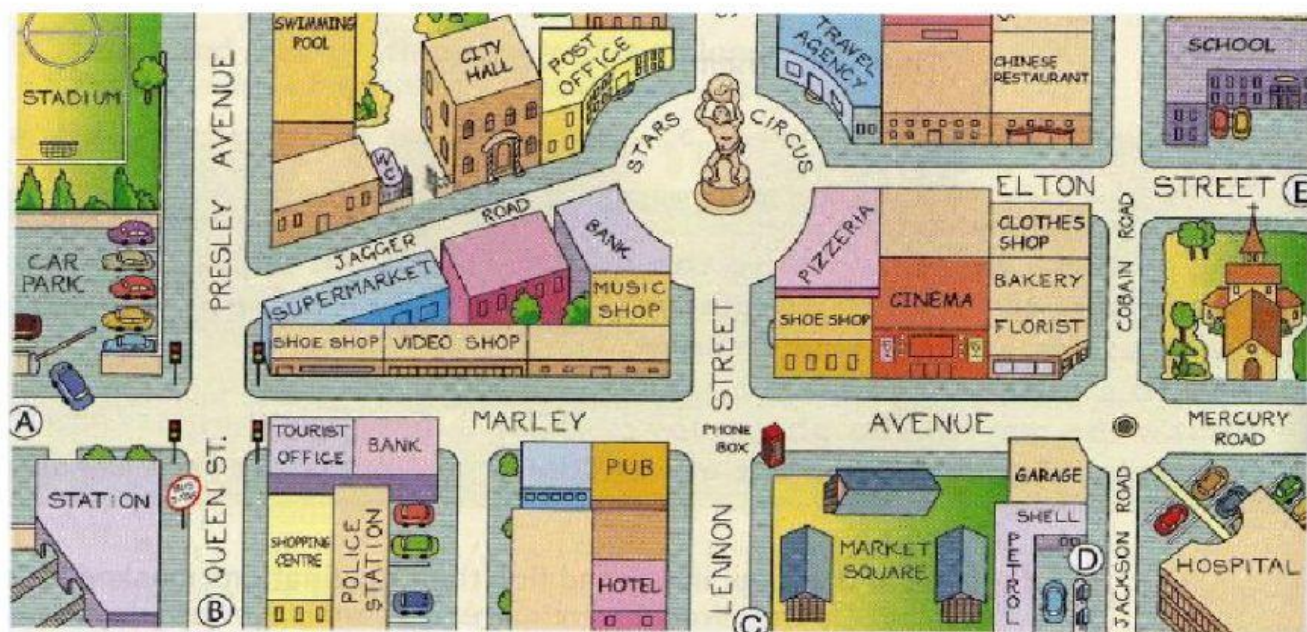 SWIMMING
POOL
CITY
HALL
POST
OFFICE
STADIUM
PRESLEY AVENUE
STARS CIRCUS
TRAVEL
AGENCY
CHINESE
RESTAURANT
SCHOOL
WC
JAGGER ROAD
ELTON STREET
E
CAR
PARK
SUPERMARKET
BANK
MUSIC
SHOP
SHOE SHOP
VIDEO SHOP
PIZZERIA
SHOE SHOP
CINEMA
CLOTHES
SHOP
BAKERY
FLORIST
COBAIN ROAD
A
MARLEY AVENUE
MERCURY
ROAD
PHONE
BOX
STATION
BUS
STOP
QUEEN ST.
B
TOURIST
OFFICE
BANK
SHOPPING
CENTRE
POLICE
STATION
PUB
HOTEL
LENNON STREET
C
MARKET
SQUARE
GARAGE
SHELL
PETROL
D
JACKSON ROAD
HOSPITAL